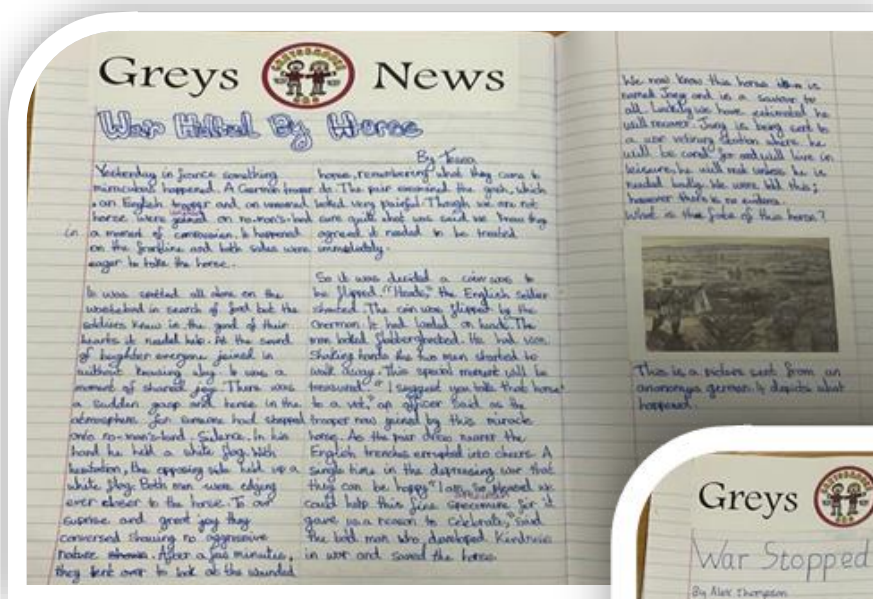 Greys News
War Halted By Horse
By Tessa
Yesterday in france something
miraculous happened. A German trooper
an English trooper and an unarmed
horse were joined on no-man's-land
in a moment of compassion. It happened
on the frontline and both sides were
eager to take the horse.
It was spotted all alone on the
wasteland in search of food but the
soldiers knew in the good of their
hearts it needed help. At the sound
of laughter everyone joined in
without knowing why. It was a
moment of shared joy. There was
a sudden gasp and tense in the
atmosphere for someone had stepped
onto no-man's-land. Silence. In his
hand he held a white flag. With
hesitation, the opposing side held up a
white flag. Both men were edging
ever closer to the horse. To our
suprise and great joy they
conversed showing no aggressive
nature After a few minutes,
they bent over to look at the wounded
horse, remembering what they came to
do. The pair examined the gash, which
looked very painful. Though we are not
sure quite what was said we know they
agreed it needed to be treated
immediately.
So it was decided a coin was to
be flipped. "Heads," the English soldier
shouted. The coin was flipped by the
German. It had landed on heads. The
man looked flabbergasted. He had won.
Shaking hands the two men started to
walk away. This special moment will be
treasured. "I suggest you take that horse
to a vet," an officer said as the
trooper now joined by this miracle
horse. As the pair drew nearer the
English trenches errupted into cheers. A
single time in the depressing war that
they can be happy. "I am so pleased we
could help this fine specimen for it
gave us a reason to celebrate," said
the bold man who developed kindness
in war and saved the horse.
We now know this horse is
named Joey and is a saviour to
all. Luckily we have estimated he
will recover. Joey is being sent to
a war vetinary station where he
will be cared for and will live in
leisure, he will rest unless he is
needed badly. We were told this;
however there is no evidence.
What is the fate of this horse?
This is a picture sent from an
anonomys german. It depicts what
happened.
Greys
War Stopped
By Alex Thompson